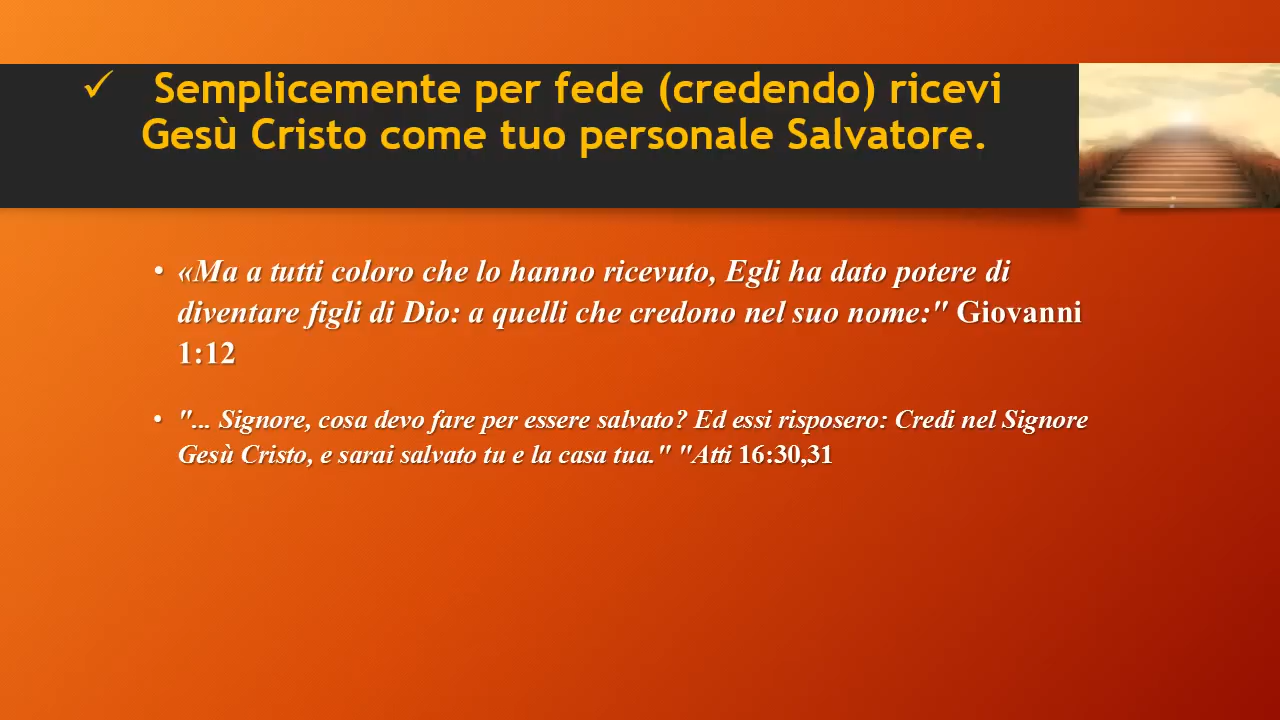 ✓ Semplicemente per fede (credendo) ricevi
Gesù Cristo come tuo personale Salvatore.
• «Ma a tutti coloro che lo hanno ricevuto, Egli ha dato potere di
diventare figli di Dio: a quelli che credono nel suo nome:" Giovanni
1:12
• "... Signore, cosa devo fare per essere salvato? Ed essi risposero: Credi nel Signore
Gesù Cristo, e sarai salvato tu e la casa tua." "Atti 16:30,31